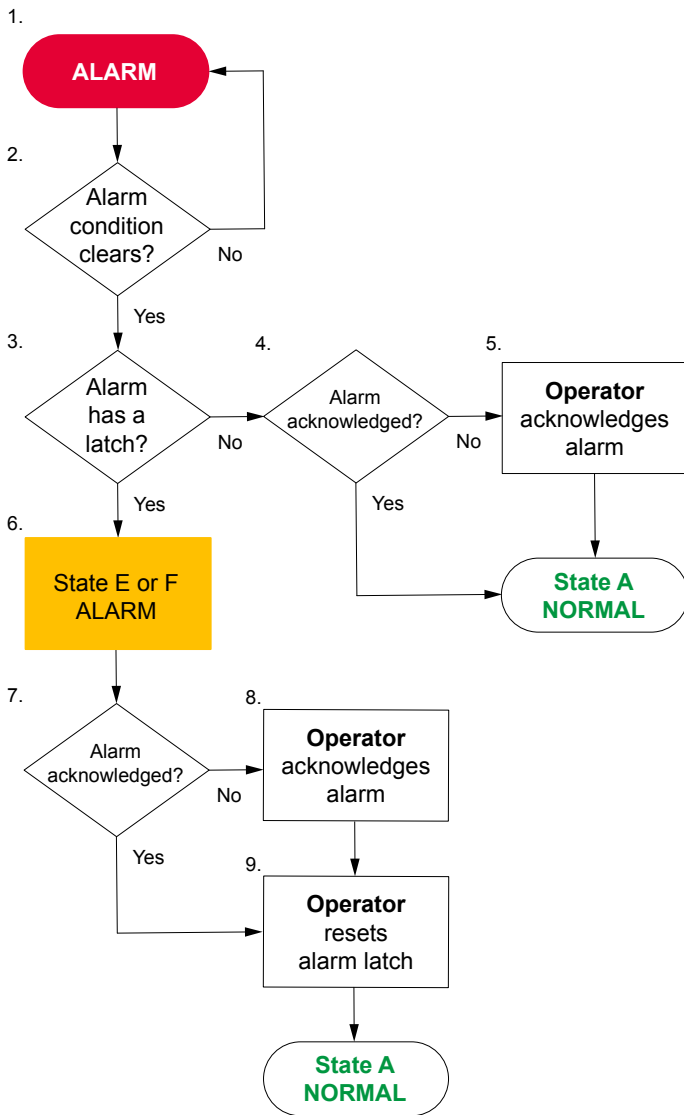 1.
ALARM
2.
Alarm
condition
clears?
No
Yes
3.
Alarm
has a
latch?
No
Yes
4.
Alarm
acknowledged?
No
Yes
5.
Operator
acknowledges
alarm
State A
NORMAL
6.
State E or F
ALARM
7.
Alarm
acknowledged?
No
Yes
8.
Operator
acknowledges
alarm
9.
Operator
resets
alarm latch
State A
NORMAL